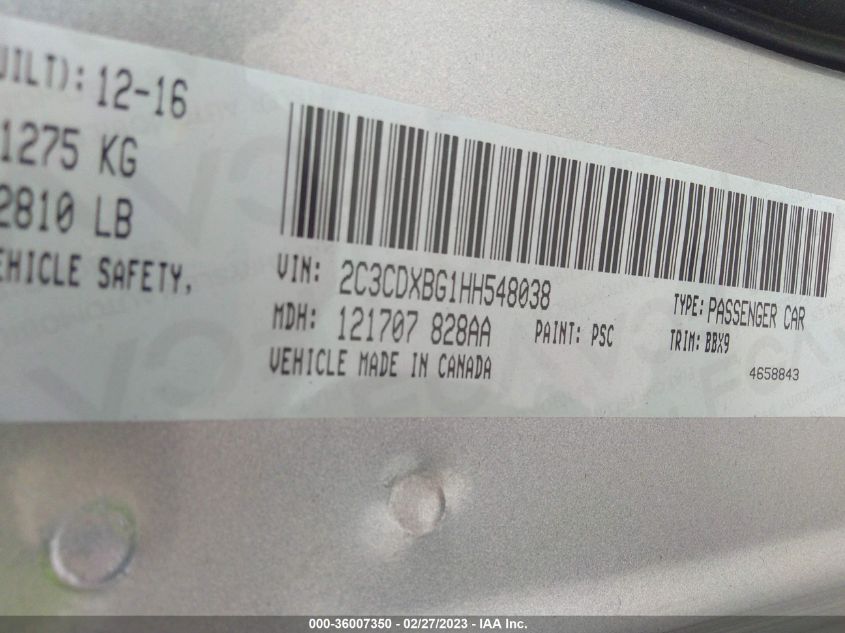 UILT): 12-16
1275 KG
2810 LB
EHICLE SAFETY,
VIN: 2C3CDXBG1HH548038
TYPE: PASSENGER CAR
MDH: 121707 828AA
PAINT: PSC
TRIM: BBX9
VEHICLE MADE IN CANADA
4658843
000-36007350 - 02/27/2023 - IAA Inc.